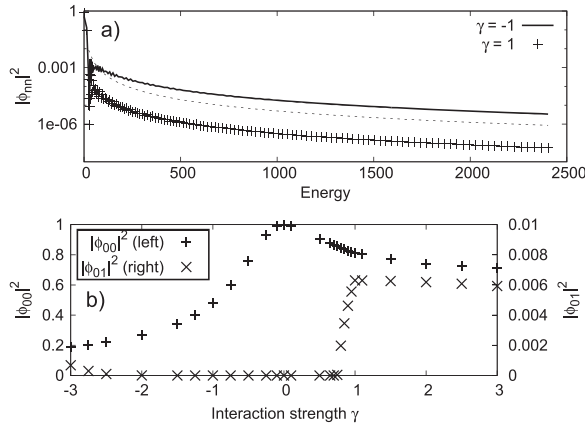 1
a)
γ = -1
γ = 1
|ϕnn|²
0.001
1e-06
0 500 1000 1500 2000 2500
Energy
1 0.01
|ϕ00|² (left)
|ϕ01|² (right)
0.8 0.008
b)
0.6 0.006
|ϕ00|² |ϕ01|²
0.4 0.004
0.2 0.002
0 0
-3 -2 -1 0 1 2 3
Interaction strength γ